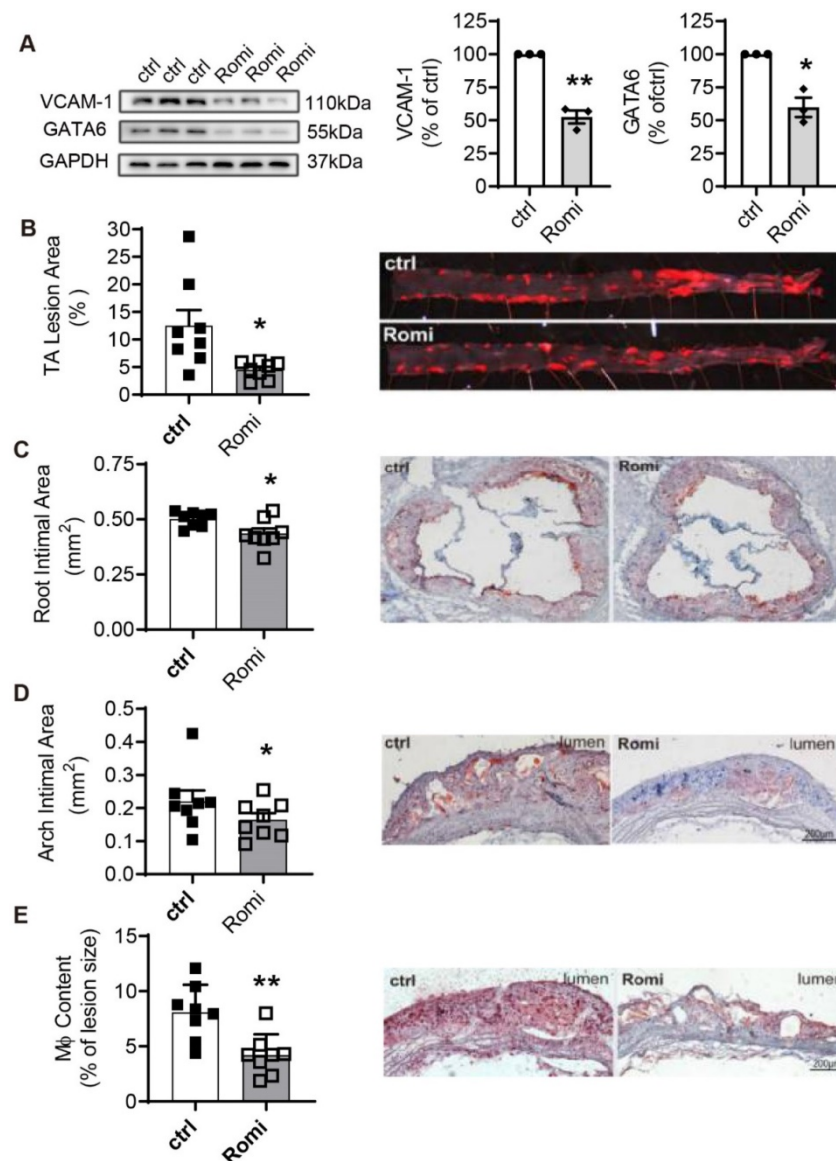 A
ctrl ctrl ctrl Romi Romi Romi
VCAM-1 110kDa
GATA6 55kDa
GAPDH 37kDa
VCAM-1
(% of ctrl)
125
100
75
50
25
0
**
ctrl Romi
GATA6
(% ofctrl)
125
100
75
50
25
0
*
ctrl Romi
B
TA Lesion Area
(%)
30
25
20
15
10
5
0
*
ctrl Romi
ctrl
Romi
C
Root Intimal Area
(mm²)
0.75
0.50
0.25
0.00
*
ctrl Romi
ctrl Romi
D
Arch Intimal Area
(mm²)
0.5
0.4
0.3
0.2
0.1
0.0
*
ctrl Romi
ctrl lumen Romi lumen
200μm
E
Mϕ Content
(% of lesion size)
15
10
5
0
**
ctrl Romi
ctrl lumen Romi lumen
200μm